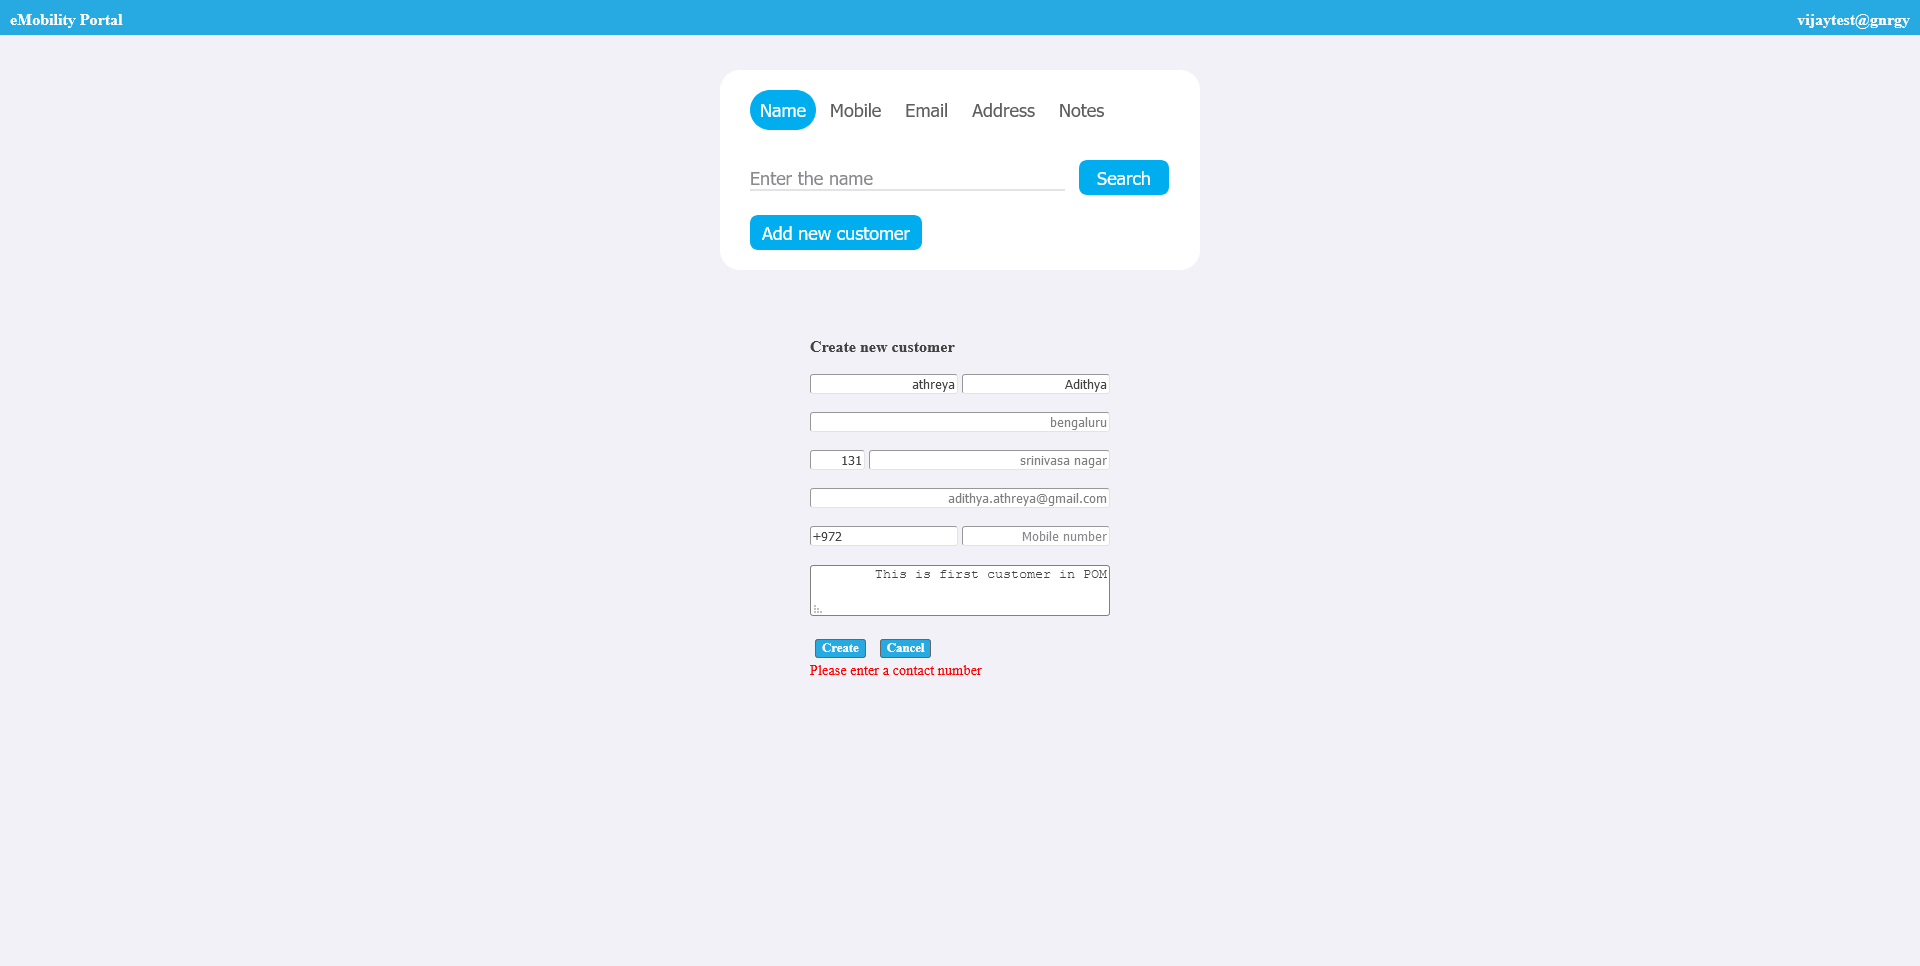 eMobility Portal
vijaytest@gnrgy
Name Mobile Email Address Notes
Enter the name
Search
Add new customer
Create new customer
athreya Adithya
bengaluru
131 srinivasa nagar
adithya.athreya@gmail.com
+972 Mobile number
This is first customer in POM
Create Cancel
Please enter a contact number